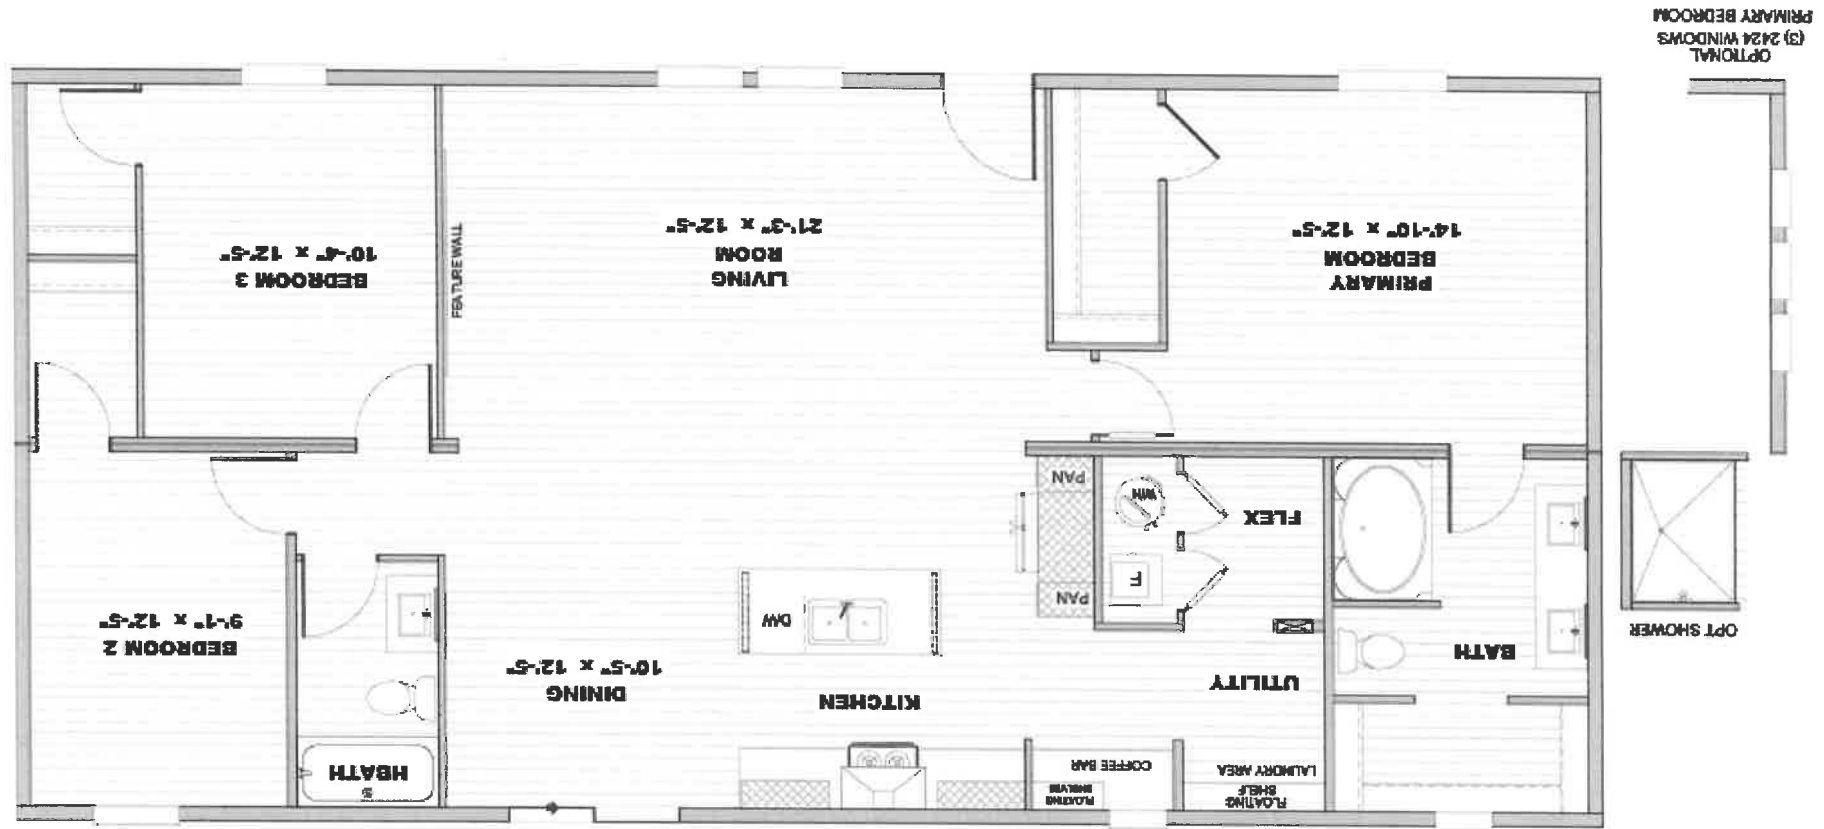 FLOATING
SHELF
LAUNDRY AREA
FLOATING
SHELVES
COFFEE BAR
HBATH
KITCHEN
DINING
10'-5" x 12'-5"
UTILITY
BATH
OPT SHOWER
BEDROOM 2
9'-1" x 12'-5"
DW
PAN
F
FLEX
WH
PAN
PRIMARY
BEDROOM
14'-10" x 12'-5"
LIVING
ROOM
21'-3" x 12'-5"
FEATURE WALL
BEDROOM 3
10'-4" x 12'-5"
OPTIONAL
(3) 2424 WINDOWS
PRIMARY BEDROOM